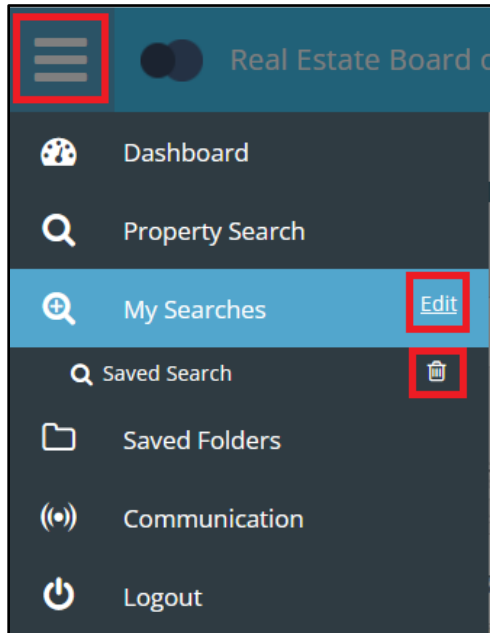 Real Estate Board
Dashboard
Property Search
My Searches
Edit
Saved Search
Saved Folders
Communication
Logout